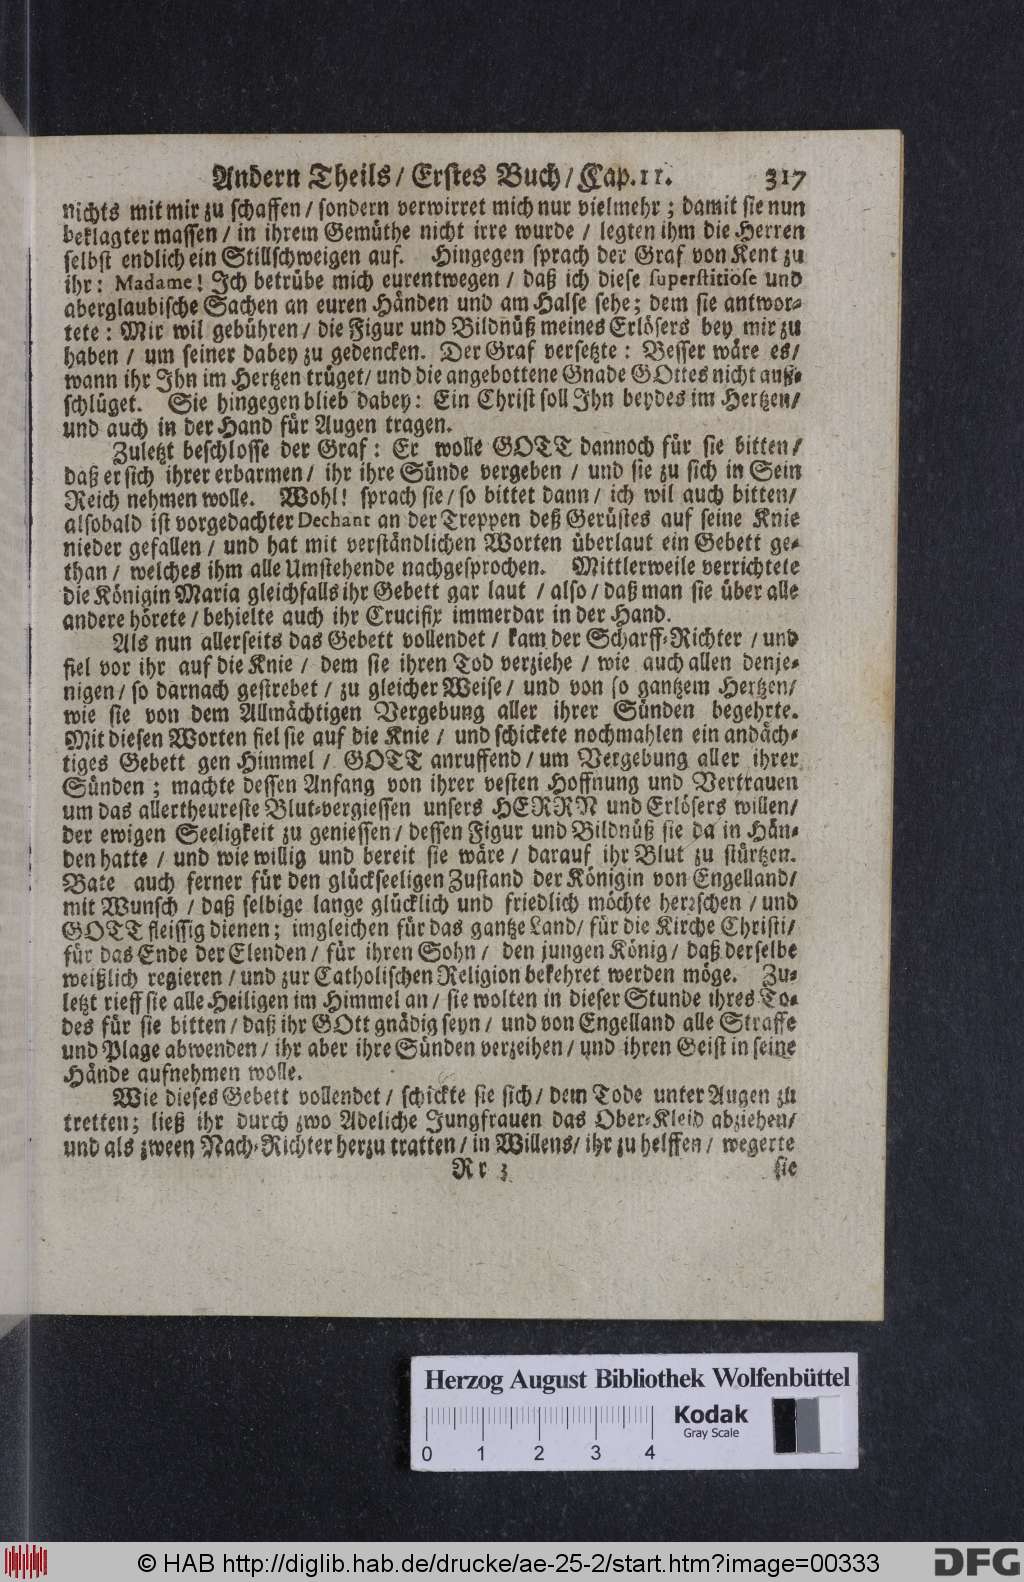 Andern Theils / Erstes Buch / Cap. 11. 317
nichts mit mir zu schaffen / sondern verwirret mich nur vielmehr ; damit sie nun
beklagter massen / in ihrem Gemüthe nicht irre wurde / legten ihm die Herren
selbst endlich ein Stillschweigen auf. Hingegen sprach der Graf von Kent zu
ihr : Madame! Ich betrübe mich eurentwegen / daß ich diese superstitiose und
aberglaubische Sachen an euren Händen und am Halse sehe; dem sie antwor-
tete : Mir wil gebühren / die Figur und Bildnüß meines Erlösers bey mir zu
haben / um seiner dabey zu gedencken. Der Graf versetzte : Besser wäre es /
wann ihr Ihn im Hertzen trüget / und die angebottene Gnade GOttes nicht auß-
schlüget. Sie hingegen blieb dabey: Ein Christ soll Ihn beydes im Hertzen /
und auch in der Hand für Augen tragen.
Zuletzt beschlosse der Graf : Er wolle GOTT dannoch für sie bitten /
daß er sich ihrer erbarmen / ihr ihre Sünde vergeben / und sie zu sich in Sein
Reich nehmen wolle. Wohl! sprach sie / so bittet dann / ich wil auch bitten /
alsobald ist vorgedachter Dechant an der Treppen deß Gerüstes auf seine Knie
nieder gefallen / und hat mit verständlichen Worten überlaut ein Gebett ge-
than / welches ihm alle Umstehende nachgesprochen. Mittlerweile verrichtete
die Königin Maria gleichfalls ihr Gebett gar laut / also / daß man sie über alle
andere hörete / behielte auch ihr Crucifix immerdar in der Hand.
Als nun allerseits das Gebett vollendet / kam der Scharff-Richter / und
fiel vor ihr auf die Knie / dem sie ihren Tod verziehe / wie auch allen denje-
nigen / so darnach gestrebet / zu gleicher Weise / und von so gantzem Hertzen /
wie sie von dem Allmächtigen Vergebung aller ihrer Sünden begehrte.
Mit diesen Worten fiel sie auf die Knie / und schickete nochmahlen ein andäch-
tiges Gebett gen Himmel / GOTT anruffend / um Vergebung aller ihrer
Sünden ; machte dessen Anfang von ihrer vesten Hoffnung und Vertrauen
um das allertheureste Blut-vergiessen unsers HERRN und Erlösers willen /
der ewigen Seeligkeit zu geniessen / dessen Figur und Bildnüß sie da in Hän-
den hatte / und wie willig und bereit sie wäre / darauf ihr Blut zu stürtzen.
Bate auch ferner für den glückseeligen Zustand der Königin von Engelland /
mit Wunsch / daß selbige lange glücklich und friedlich möchte herrschen / und
GOTT fleissig dienen; imgleichen für das gantze Land / für die Kirche Christi /
für das Ende der Elenden / für ihren Sohn / den jungen König / daß derselbe
weißlich regieren / und zur Catholischen Religion bekehret werden möge. Zu-
letzt rieff sie alle Heiligen im Himmel an / sie wolten in dieser Stunde ihres To-
des für sie bitten / daß ihr GOtt gnädig seyn / und von Engelland alle Straffe
und Plage abwenden / ihr aber ihre Sünden verzeihen / und ihren Geist in seine
Hände aufnehmen wolle.
Wie dieses Gebett vollendet / schickte sie sich / dem Tode unter Augen zu
tretten; ließ ihr durch zwo Adeliche Jungfrauen das Ober-Kleid abziehen /
und als zween Nach-Richter herzu tratten / in Willens / ihr zu helffen / wegerte
Rr 3 sie
Herzog August Bibliothek Wolfenbüttel
Kodak
Gray Scale
0 1 2 3 4
© HAB http://diglib.hab.de/drucke/ae-25-2/start.htm?image=00333
DFG